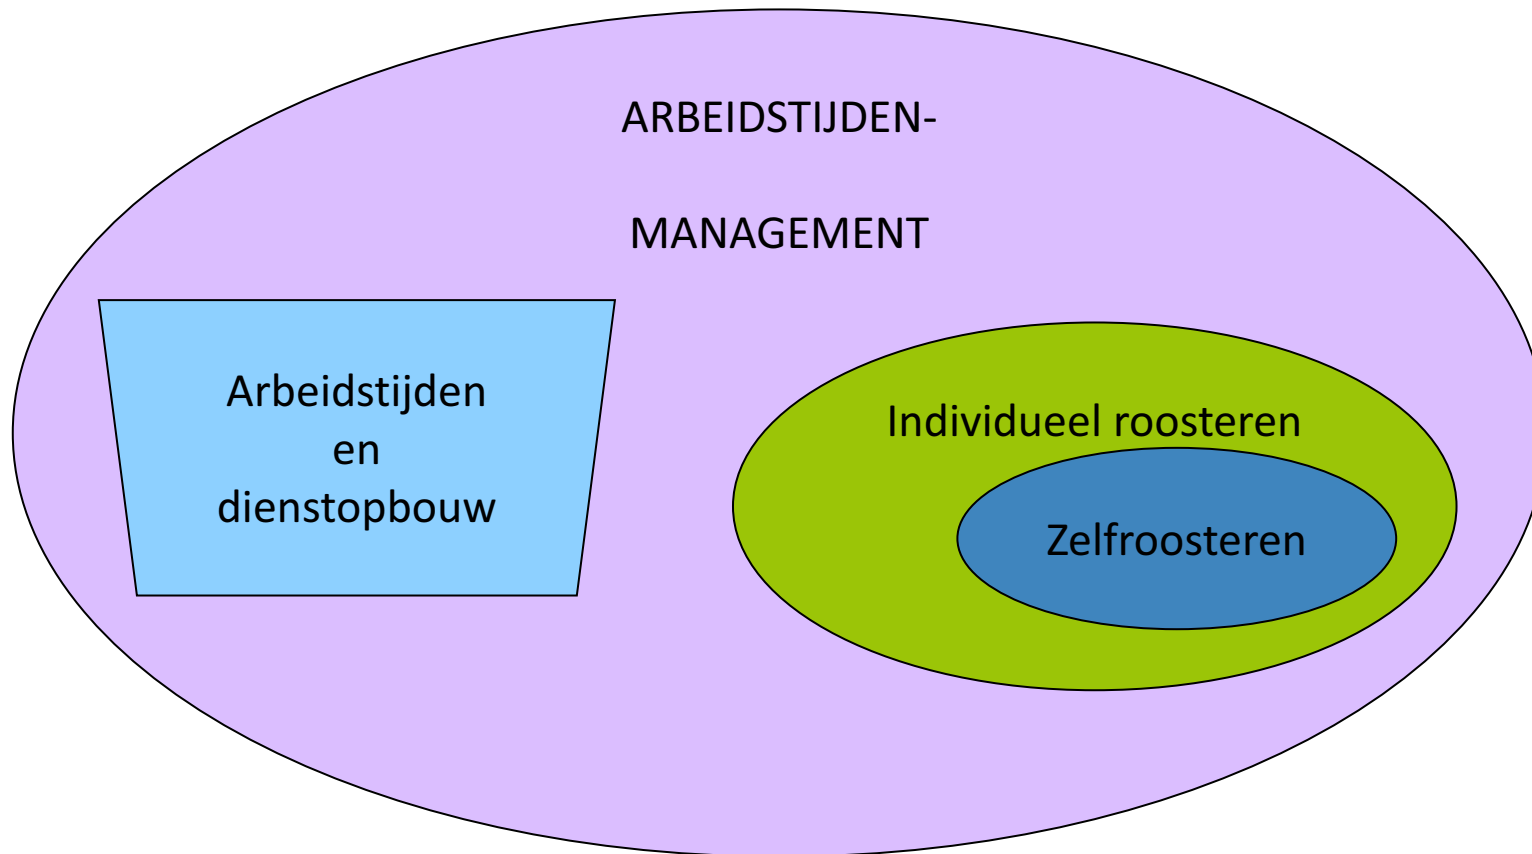 ARBEIDSTIJDEN-
MANAGEMENT
Arbeidstijden
en
dienstopbouw
Individueel roosteren
Zelfroosteren